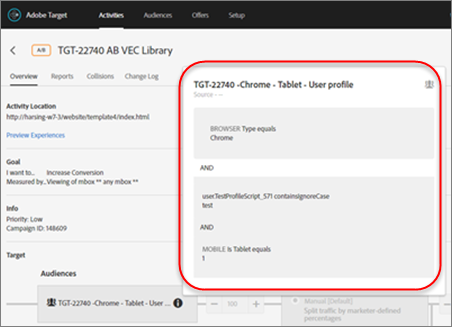 Adobe Target
Activities
Audiences
Offers
Setup
A/B
TGT-22740 AB VEC Library
Overview
Reports
Collisions
Change Log
Activity Location
http://harsing-w7-3/website/template4/index.html
Preview Experiences
Goal
I want to... Increase Conversion
Measured by... Viewing of mbox ** any mbox **
Info
Priority: Low
Campaign ID: 148609
Target
Audiences
TGT-22740 -Chrome - Tablet - User ...
100
Manual (Default)
Split traffic by marketer-defined
percentages
TGT-22740 -Chrome - Tablet - User profile
Source - --
BROWSER Type equals
Chrome
AND
user.TestProfileScript_571 containsIgnoreCase
test
AND
MOBILE Is Tablet equals
1